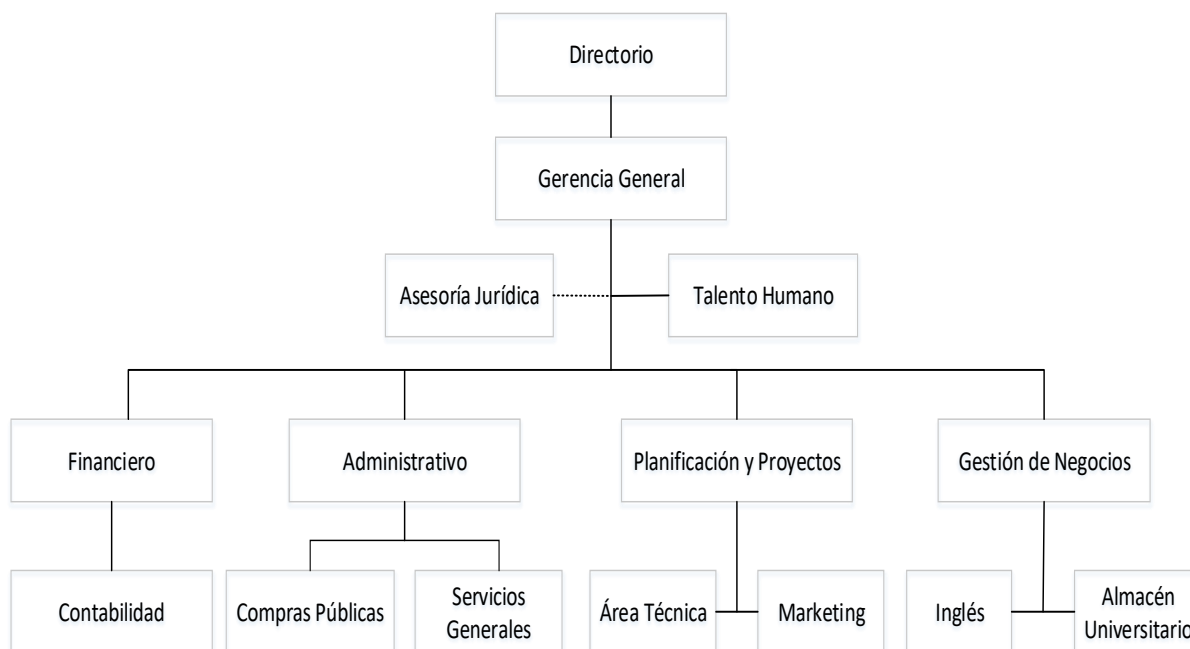 Directorio
Gerencia General
Asesoría Jurídica
Talento Humano
Financiero
Administrativo
Planificación y Proyectos
Gestión de Negocios
Contabilidad
Compras Públicas
Servicios
Generales
Área Técnica
Marketing
Inglés
Almacén
Universitario